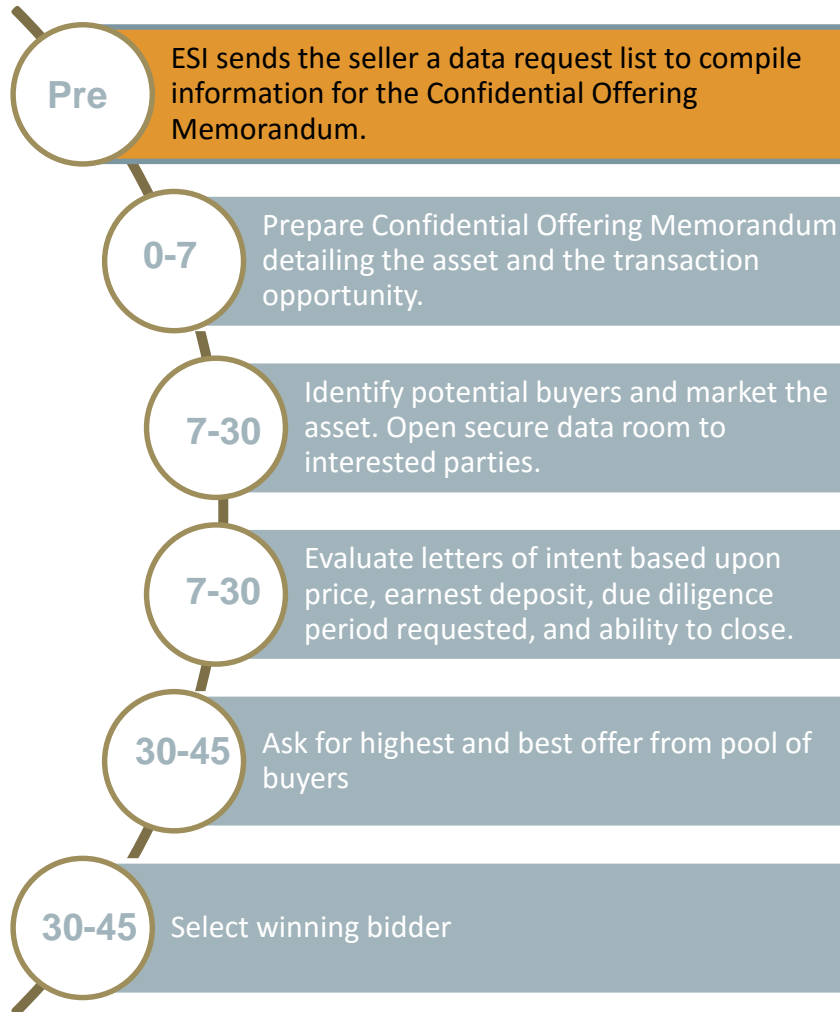 Pre
ESI sends the seller a data request list to compile
information for the Confidential Offering
Memorandum.
0-7
Prepare Confidential Offering Memorandum
detailing the asset and the transaction
opportunity.
7-30
Identify potential buyers and market the
asset. Open secure data room to
interested parties.
7-30
Evaluate letters of intent based upon
price, earnest deposit, due diligence
period requested, and ability to close.
30-45
Ask for highest and best offer from pool of
buyers
30-45
Select winning bidder